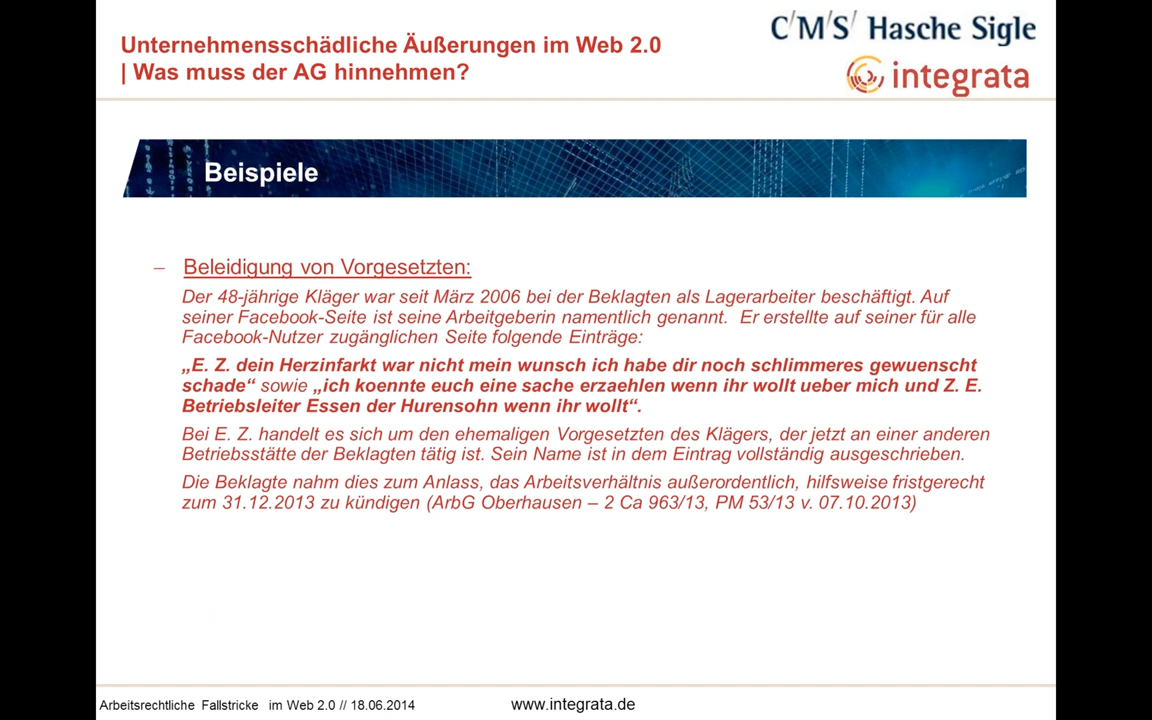 Unternehmensschädliche Äußerungen im Web 2.0
| Was muss der AG hinnehmen?
C'M'S' Hasche Sigle
integrata
Beispiele
– Beleidigung von Vorgesetzten:
Der 48-jährige Kläger war seit März 2006 bei der Beklagten als Lagerarbeiter beschäftigt. Auf
seiner Facebook-Seite ist seine Arbeitgeberin namentlich genannt. Er erstellte auf seiner für alle
Facebook-Nutzer zugänglichen Seite folgende Einträge:
„E. Z. dein Herzinfarkt war nicht mein wunsch ich habe dir noch schlimmeres gewuenscht
schade“ sowie „ich koennte euch eine sache erzaehlen wenn ihr wollt ueber mich und Z. E.
Betriebsleiter Essen der Hurensohn wenn ihr wollt“.
Bei E. Z. handelt es sich um den ehemaligen Vorgesetzten des Klägers, der jetzt an einer anderen
Betriebsstätte der Beklagten tätig ist. Sein Name ist in dem Eintrag vollständig ausgeschrieben.
Die Beklagte nahm dies zum Anlass, das Arbeitsverhältnis außerordentlich, hilfsweise fristgerecht
zum 31.12.2013 zu kündigen (ArbG Oberhausen – 2 Ca 963/13, PM 53/13 v. 07.10.2013)
Arbeitsrechtliche Fallstricke im Web 2.0 // 18.06.2014
www.integrata.de